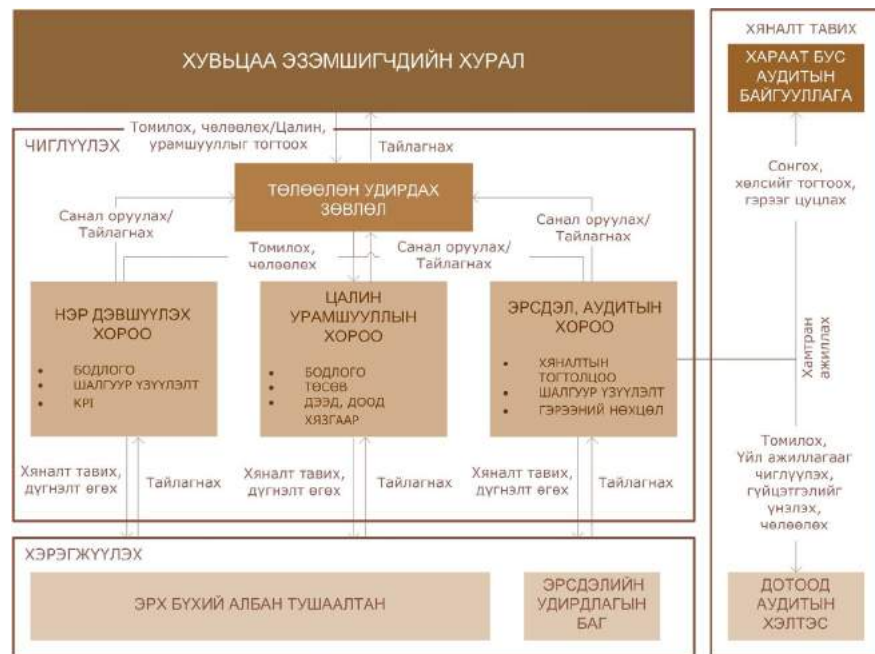 ХУВЬЦАА ЭЗЭМШИГЧДИЙН ХУРАЛ
ЧИГЛҮҮЛЭХ
Томилох, чөлөөлөх/Цалин,
урамшууллыг тогтоох
Тайлагнах
ТӨЛӨӨЛӨН УДИРДАХ
ЗӨВЛӨЛ
Санал оруулах/
Тайлагнах
Томилох,
чөлөөлөх
Санал оруулах/
Тайлагнах
Санал оруулах/
Тайлагнах
НЭР ДЭВШҮҮЛЭХ
ХОРОО
• БОДЛОГО
• ШАЛГУУР ҮЗҮҮЛЭЛТ
• KPI
ЦАЛИН
УРАМШУУЛЛЫН
ХОРОО
• БОДЛОГО
• ТӨСӨВ
• ДЭЭД, ДООД
ХЯЗГААР
ЭРСДЭЛ, АУДИТЫН
ХОРОО
• ХЯНАЛТЫН
ТОГТОЛЦОО
• ШАЛГУУР ҮЗҮҮЛЭЛТ
• ГЭРЭЭНИЙ НӨХЦӨЛ
Хяналт тавих,
дүгнэлт өгөх
Тайлагнах
Хяналт тавих,
дүгнэлт өгөх
Тайлагнах
Хяналт тавих,
дүгнэлт өгөх
Тайлагнах
ХЭРЭГЖҮҮЛЭХ
ЭРХ БҮХИЙ АЛБАН ТУШААЛТАН
ЭРСДЭЛИЙН
УДИРДЛАГЫН
БАГ
ХЯНАЛТ ТАВИХ
ХАРААТ БУС
АУДИТЫН
БАЙГУУЛЛАГА
Сонгох,
хөлсийг тогтоох,
гэрээг цуцлах
Хамтран
ажиллах
Томилох,
Үйл ажиллагааг
чиглүүлэх,
гүйцэтгэлийг
үнэлэх,
чөлөөлөх
ДОТООД
АУДИТЫН
ХЭЛТЭС